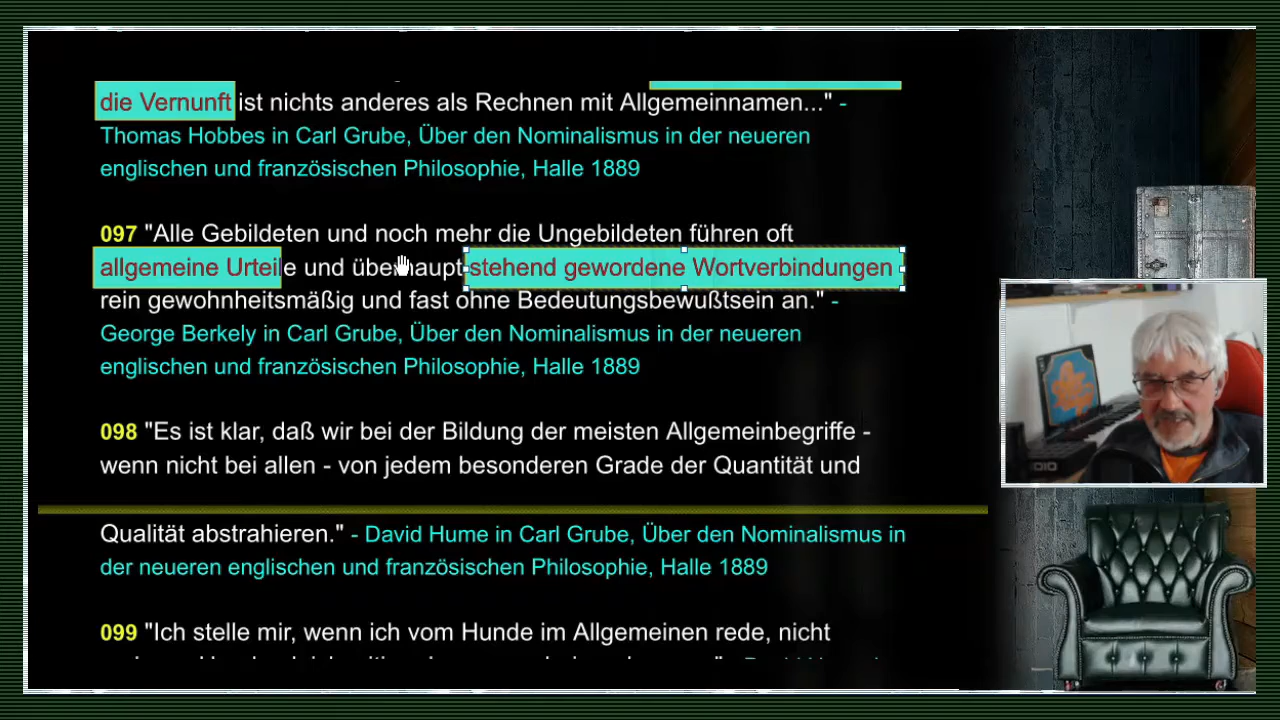 die Vernunft ist nichts anderes als Rechnen mit Allgemeinnamen..." -
Thomas Hobbes in Carl Grube, Über den Nominalismus in der neueren
englischen und französischen Philosophie, Halle 1889
097 "Alle Gebildeten und noch mehr die Ungebildeten führen oft
allgemeine Urteile und überhaupt stehend gewordene Wortverbindungen
rein gewohnheitsmäßig und fast ohne Bedeutungsbewußtsein an." -
George Berkely in Carl Grube, Über den Nominalismus in der neueren
englischen und französischen Philosophie, Halle 1889
098 "Es ist klar, daß wir bei der Bildung der meisten Allgemeinbegriffe -
wenn nicht bei allen - von jedem besonderen Grade der Quantität und
Qualität abstrahieren." - David Hume in Carl Grube, Über den Nominalismus in
der neueren englischen und französischen Philosophie, Halle 1889
099 "Ich stelle mir, wenn ich vom Hunde im Allgemeinen rede, nicht